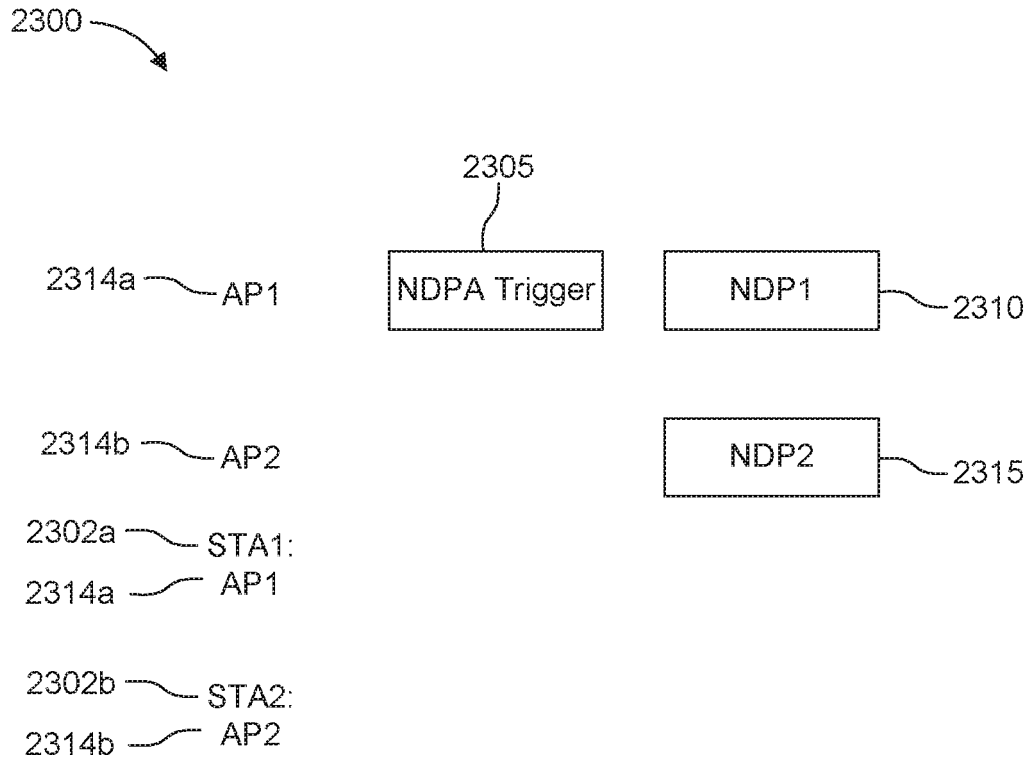 2300
2305
2314a AP1 NDPA Trigger NDP1 2310
2314b AP2 NDP2 2315
2302a STA1:
2314a AP1
2302b STA2:
2314b AP2